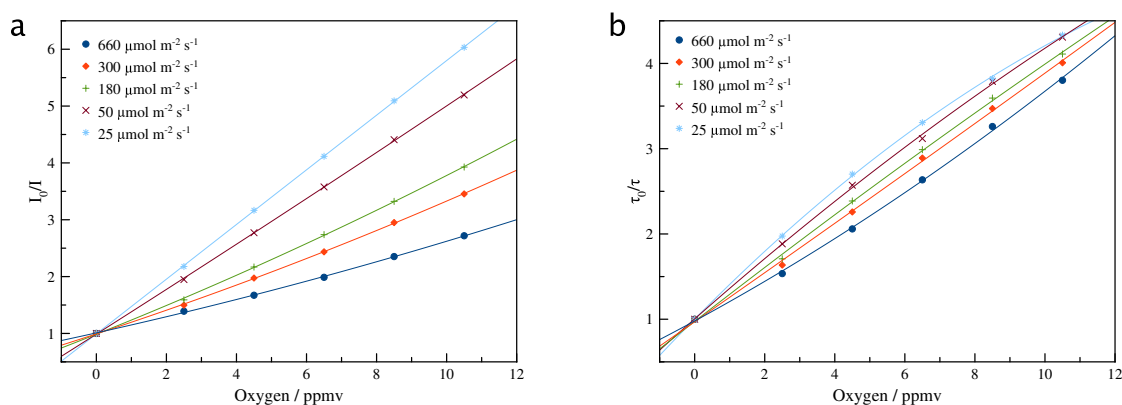 a
6
5
4
3
2
1
I₀/I
660 µmol m⁻² s⁻¹
300 µmol m⁻² s⁻¹
180 µmol m⁻² s⁻¹
50 µmol m⁻² s⁻¹
25 µmol m⁻² s⁻¹
0 2 4 6 8 10 12
Oxygen / ppmv
b
4
3
2
1
τ₀/τ
660 µmol m⁻² s⁻¹
300 µmol m⁻² s⁻¹
180 µmol m⁻² s⁻¹
50 µmol m⁻² s⁻¹
25 µmol m⁻² s⁻¹
0 2 4 6 8 10 12
Oxygen / ppmv